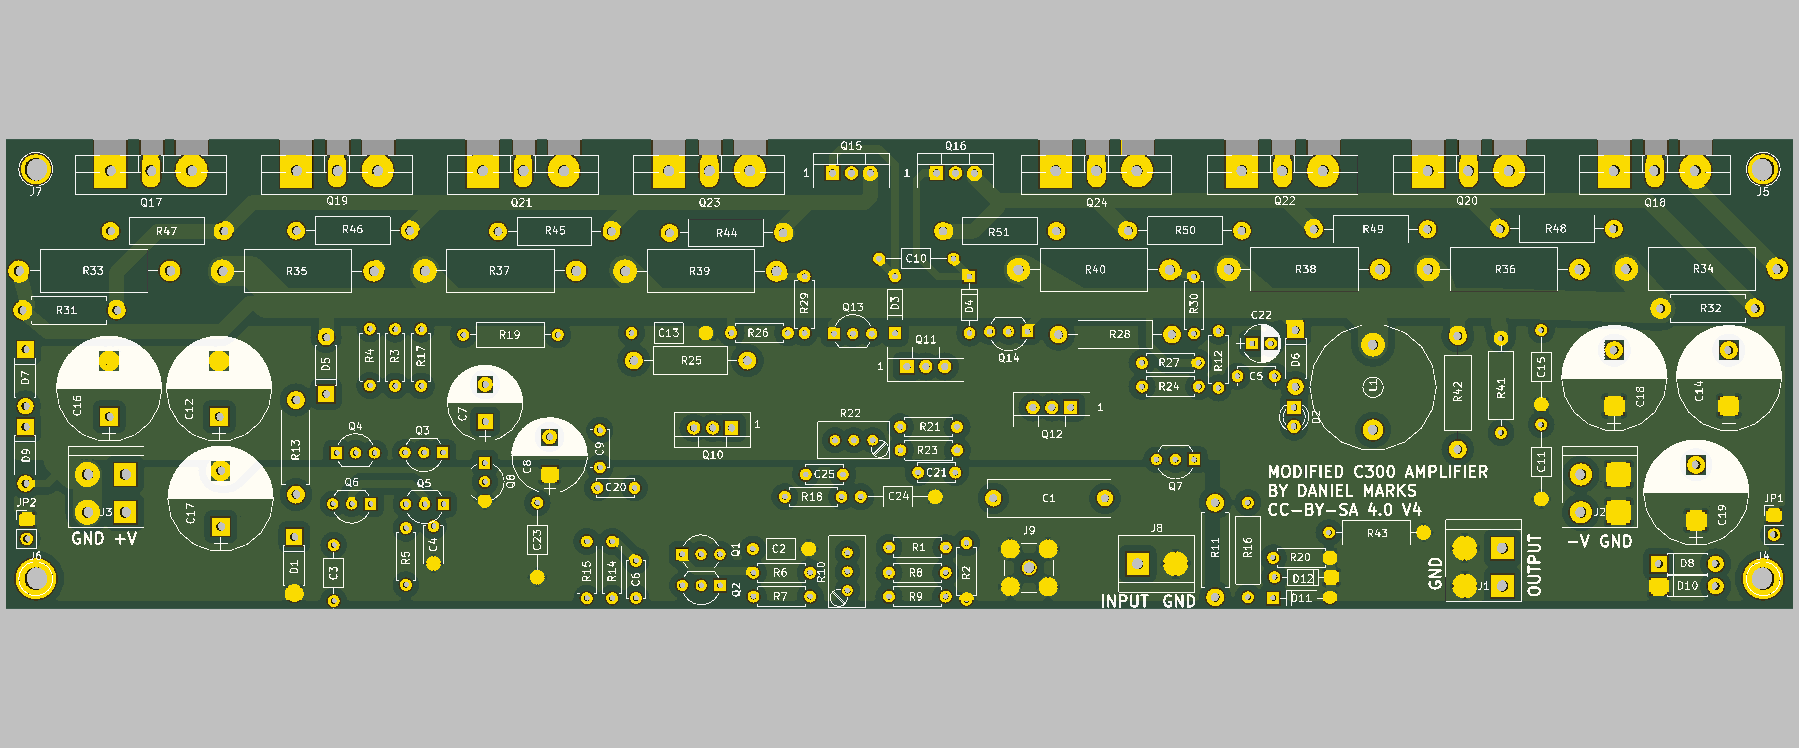 Q15
Q16
1
1
J7
Q17
Q19
Q21
Q23
Q24
Q22
Q20
Q18
J5
R47
R46
R45
R44
R51
R50
R49
R48
C10
R33
R35
R37
R39
R40
R38
R36
R34
R31
R29
D3
D4
R30
R32
Q13
C22
R19
C13
R26
Q14
R28
Q11
D7
D5
R4
R3
R17
R25
1
R27
R12
D6
C5
L1
R42
R41
C15
C18
C14
R24
C16
C12
C7
Q10
1
R22
R21
Q12
1
D2
Q4
Q3
R13
D9
C8
C9
R23
C25
C21
Q7
C11
MODIFIED C300 AMPLIFIER
BY DANIEL MARKS
CC-BY-SA 4.0 V4
Q6
Q5
Q8
C20
R18
C24
C1
JP2
J3
C17
J2
C19
JP1
GND +V
-V GND
J6
D1
C3
R5
C4
C23
R15
R14
C6
Q1
Q2
C2
R6
R7
R10
R1
R8
R9
R2
J9
J8
R11
R16
R43
R20
D12
D11
GND
J1
OUTPUT
D8
D10
J4
INPUT GND